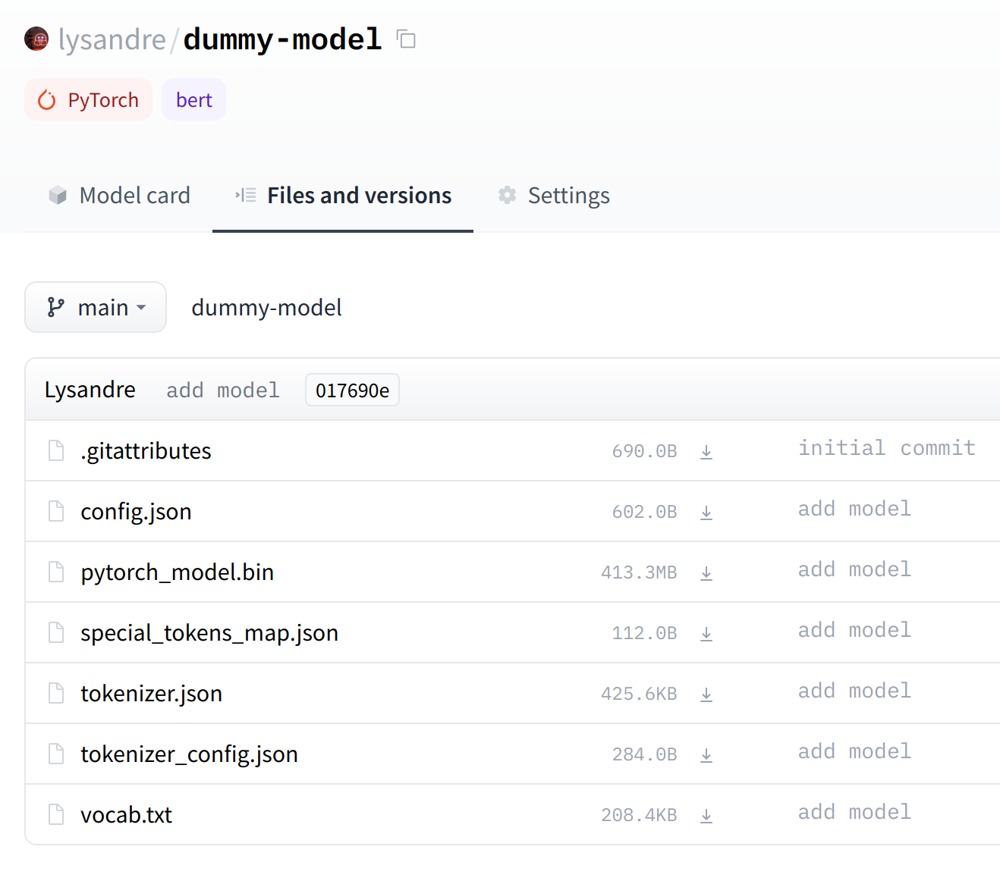 lysandre/dummy-model
PyTorch bert
Model card Files and versions Settings
main dummy-model
Lysandre add model 017690e
.gitattributes 690.0B initial commit
config.json 602.0B add model
pytorch_model.bin 413.3MB add model
special_tokens_map.json 112.0B add model
tokenizer.json 425.6KB add model
tokenizer_config.json 284.0B add model
vocab.txt 208.4KB add model